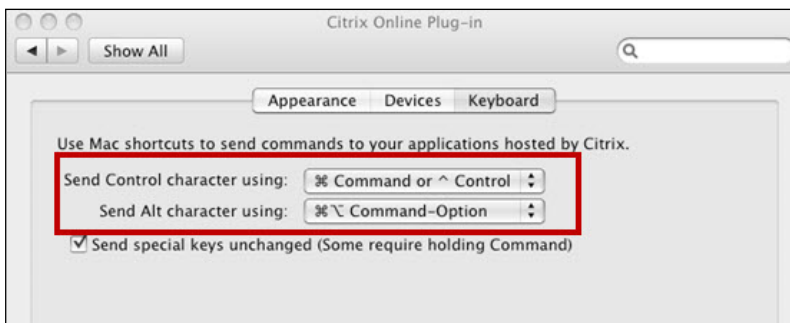 Citrix Online Plug-in
Show All
Appearance Devices Keyboard
Use Mac shortcuts to send commands to your applications hosted by Citrix.
Send Control character using: ⌘ Command or ^ Control
Send Alt character using: ⌘⌥ Command-Option
Send special keys unchanged (Some require holding Command)